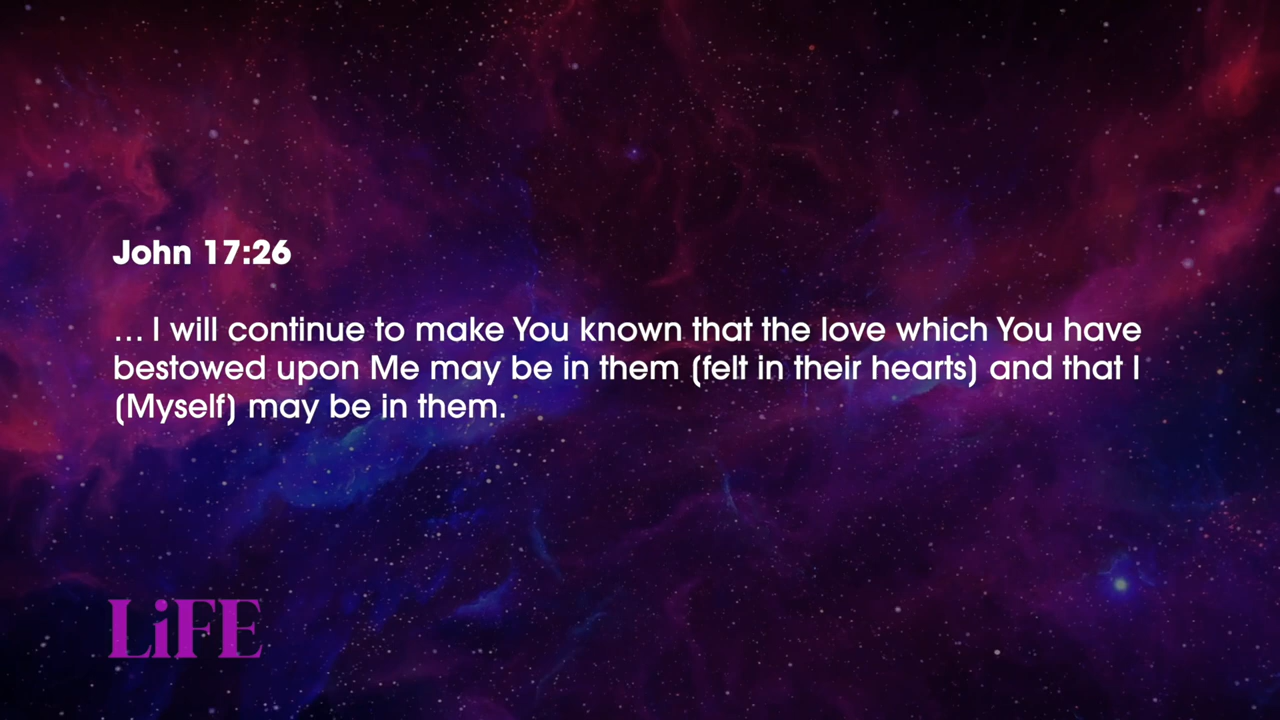 John 17:26
... I will continue to make You known that the love which You have
bestowed upon Me may be in them (felt in their hearts) and that I
(Myself) may be in them.
LiFE